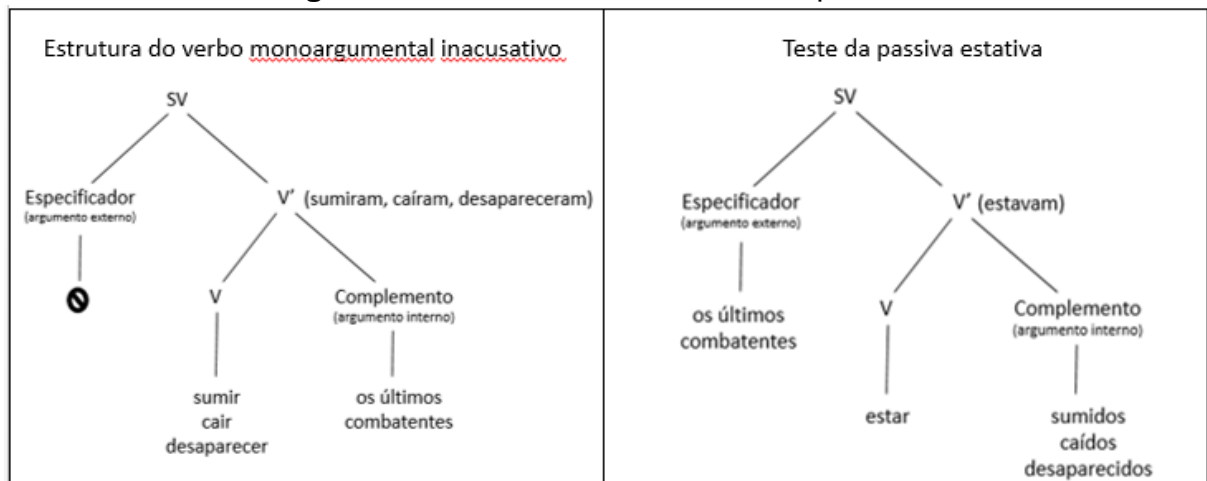 Estrutura do verbo monoargumental inacusativo
SV
Especificador
(argumento externo)
V' (sumiram, caíram, desapareceram)
V
Complemento
(argumento interno)
sumir
cair
desaparecer
os últimos
combatentes
Teste da passiva estativa
SV
Especificador
(argumento externo)
V' (estavam)
os últimos
combatentes
V
Complemento
(argumento interno)
estar
sumidos
caídos
desaparecidos